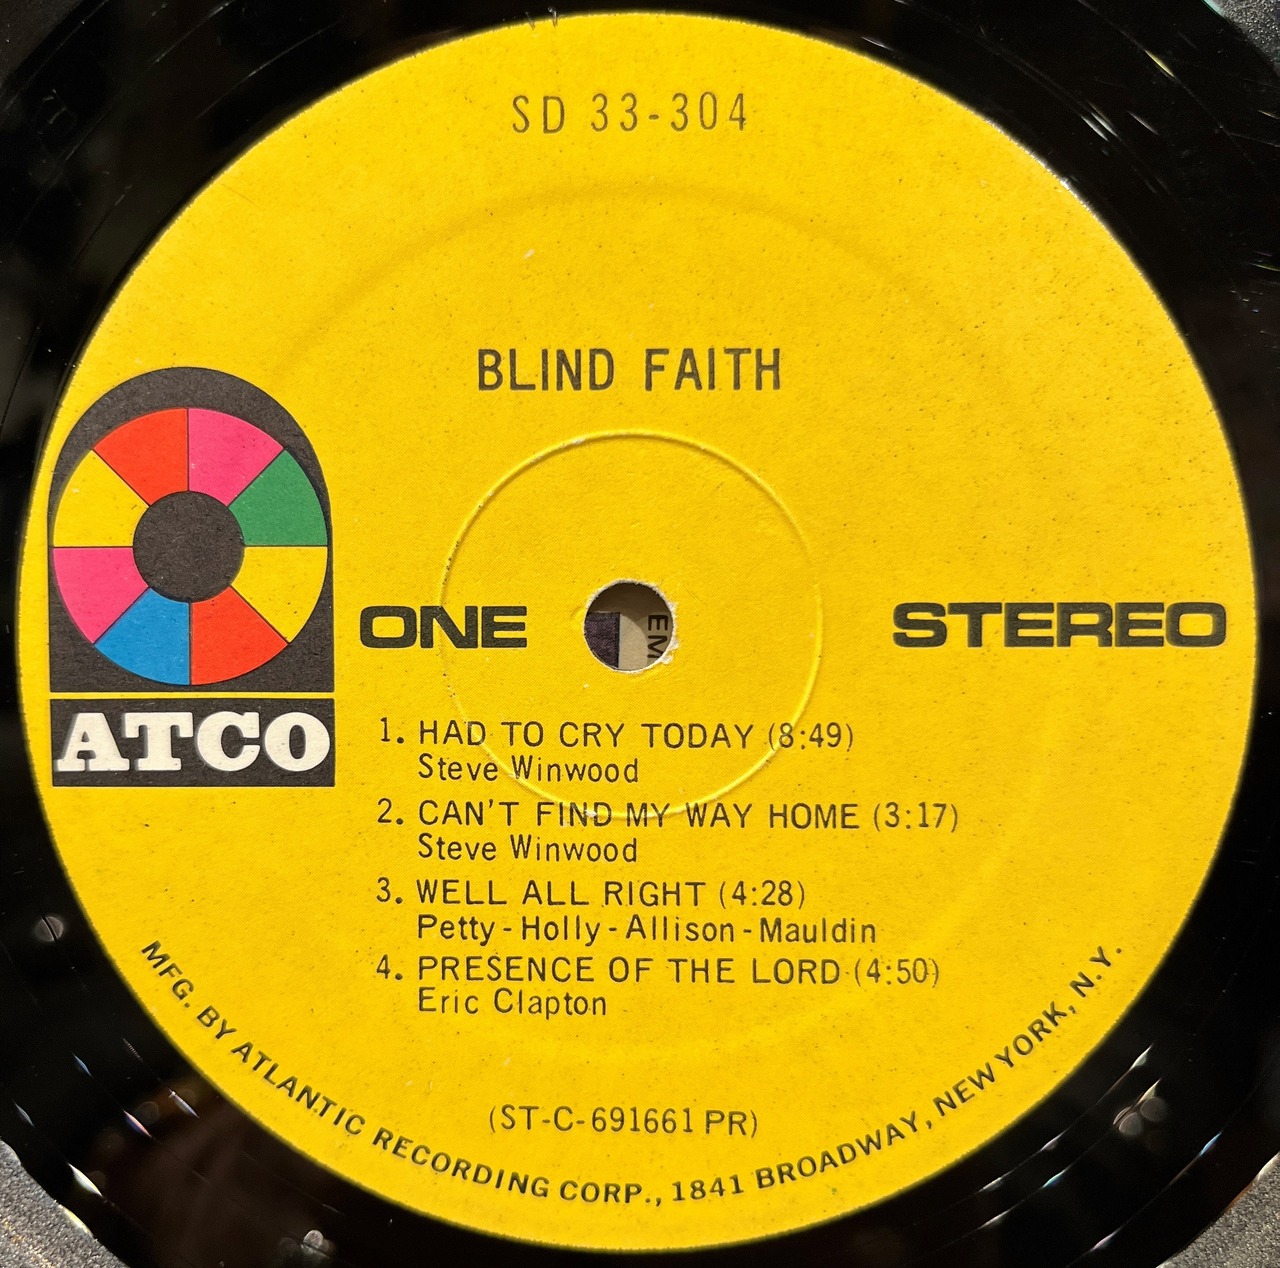 SD 33-304
BLIND FAITH
ATCO
ONE
STEREO
EM
1. HAD TO CRY TODAY (8:49)
Steve Winwood
2. CAN'T FIND MY WAY HOME (3:17)
Steve Winwood
3. WELL ALL RIGHT (4:28)
Petty-Holly-Allison-Mauldin
4. PRESENCE OF THE LORD (4:50)
Eric Clapton
(ST-C-691661 PR)
MFG. BY ATLANTIC RECORDING CORP., 1841 BROADWAY, NEW YORK, N.Y.